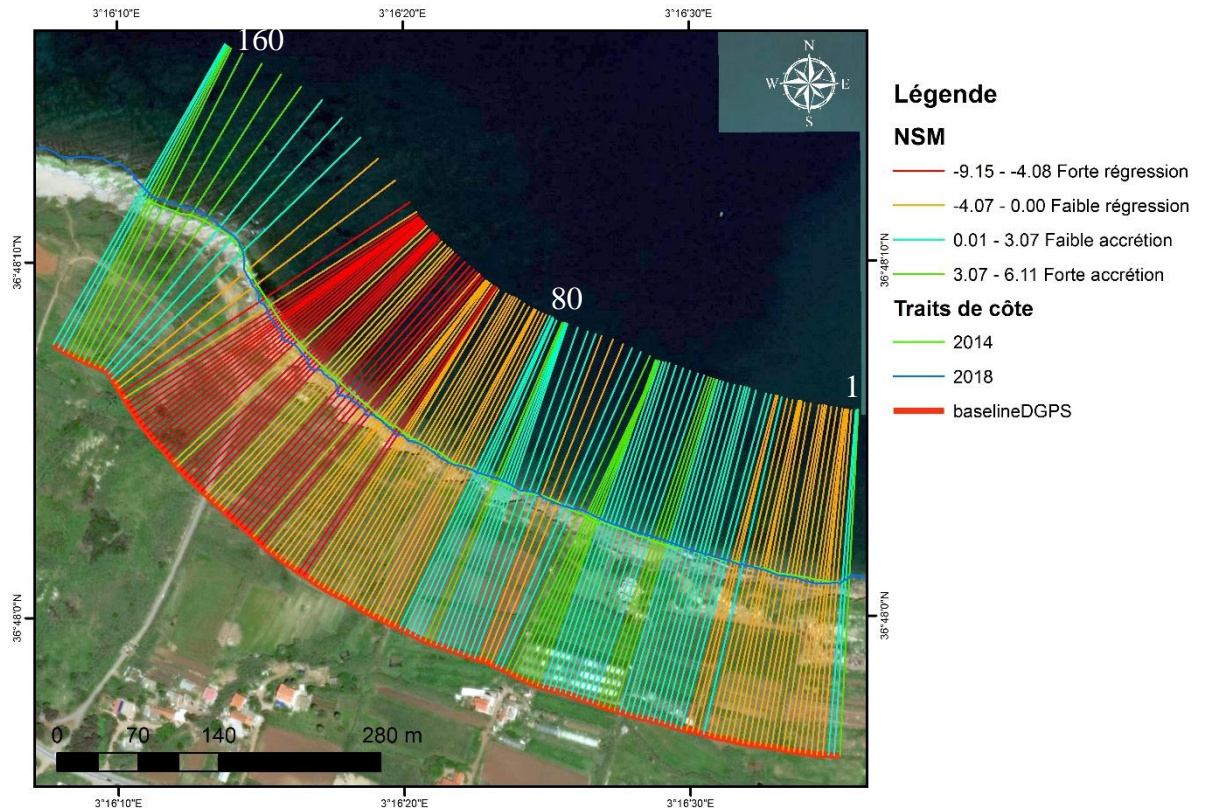 3°16'10"E
3°16'20"E
3°16'30"E
160
N
W
E
S
80
1
36°48'10"N
36°48'10"N
36°48'0"N
36°48'0"N
0
70
140
280 m
3°16'10"E
3°16'20"E
3°16'30"E
Légende
NSM
-9.15 - -4.08 Forte régression
-4.07 - 0.00 Faible régression
0.01 - 3.07 Faible accrétion
3.07 - 6.11 Forte accrétion
Traits de côte
2014
2018
baselineDGPS